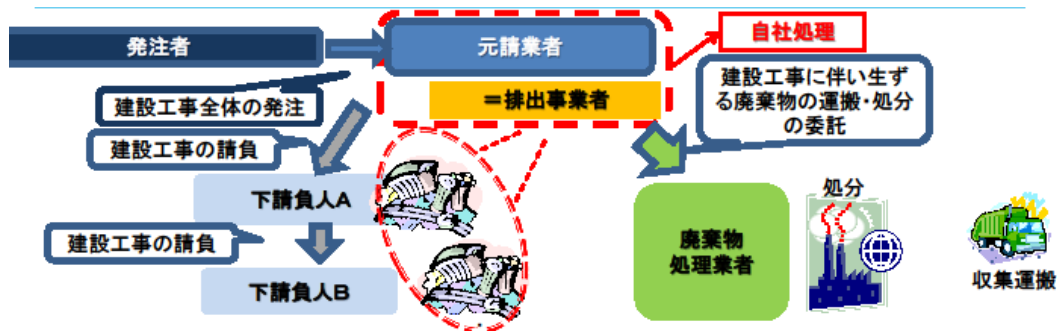 発注者
元請業者
自社処理
＝排出事業者
建設工事全体の発注
建設工事に伴い生ず
る廃棄物の運搬・処分
の委託
建設工事の請負
下請負人A
建設工事の請負
下請負人B
廃棄物
処理業者
処分
収集運搬